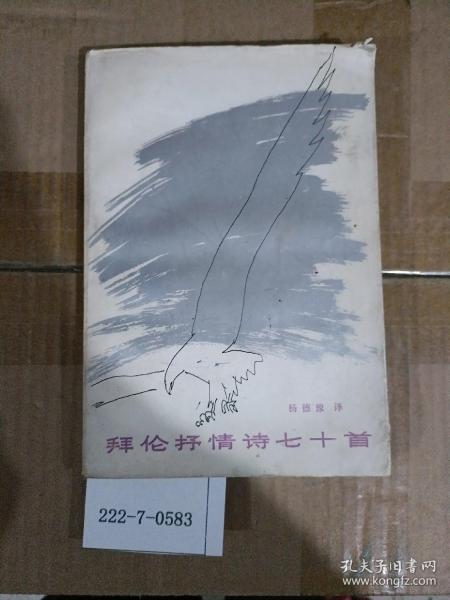 杨德豫 译
拜伦抒情诗七十首
222-7-0583
孔夫子旧书网
www.kongfz.com